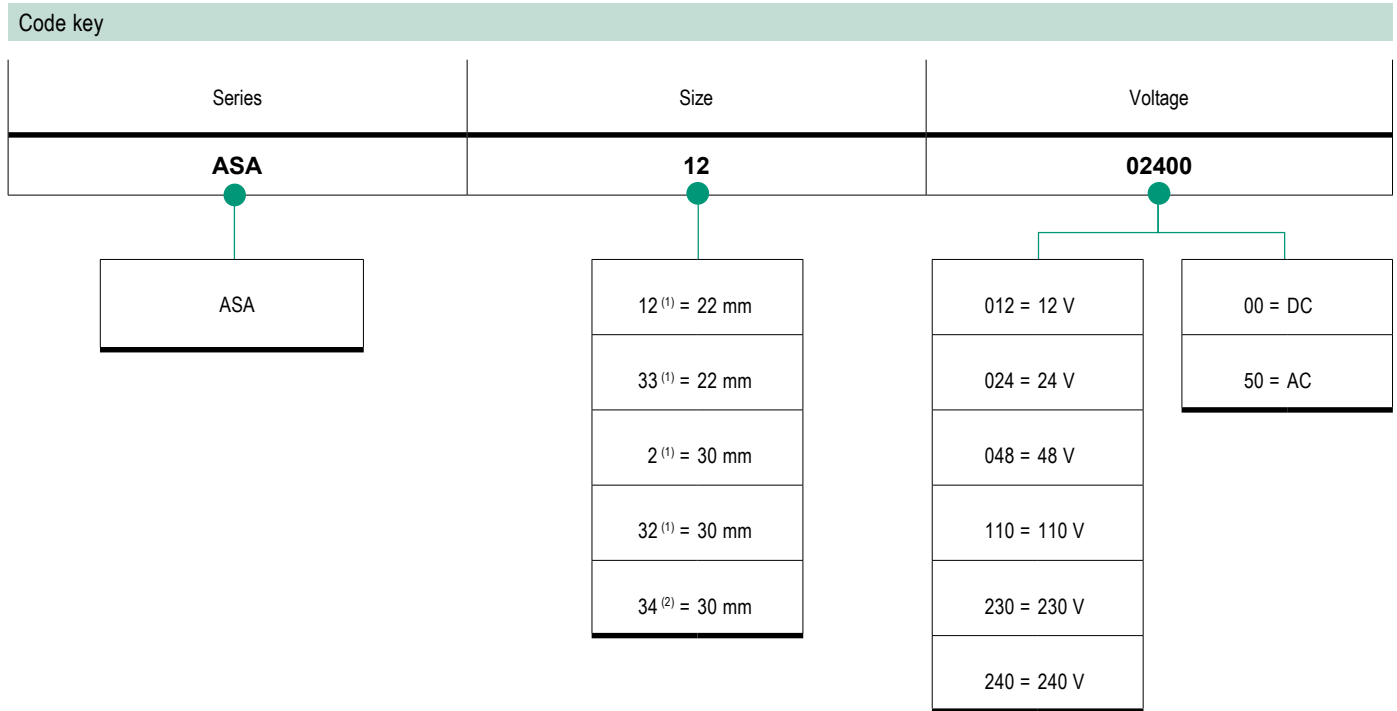 Code key
Series
Size
Voltage
ASA
12
02400
ASA
12 (1) = 22 mm
33 (1) = 22 mm
2 (1) = 30 mm
32 (1) = 30 mm
34 (2) = 30 mm
012 = 12 V
024 = 24 V
048 = 48 V
110 = 110 V
230 = 230 V
240 = 240 V
00 = DC
50 = AC